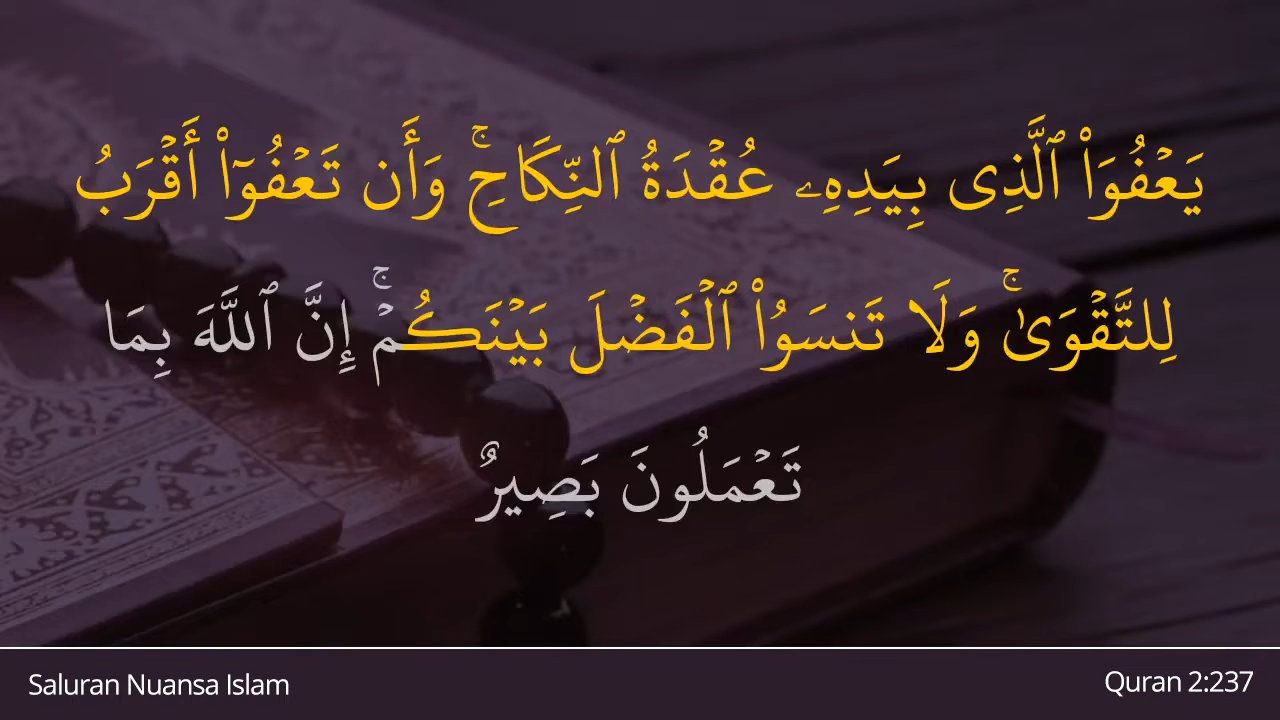 يَعْفُوَا۟ ٱلَّذِى بِيَدِهِۦ عُقْدَةُ ٱلنِّكَاحِ ۚ وَأَن تَعْفُوٓا۟ أَقْرَبُ
لِلتَّقْوَىٰ ۚ وَلَا تَنسَوُا۟ ٱلْفَضْلَ بَيْنَكُمْ ۚ إِنَّ ٱللَّهَ بِمَا
تَعْمَلُونَ بَصِيرٌ
Saluran Nuansa Islam
Quran 2:237